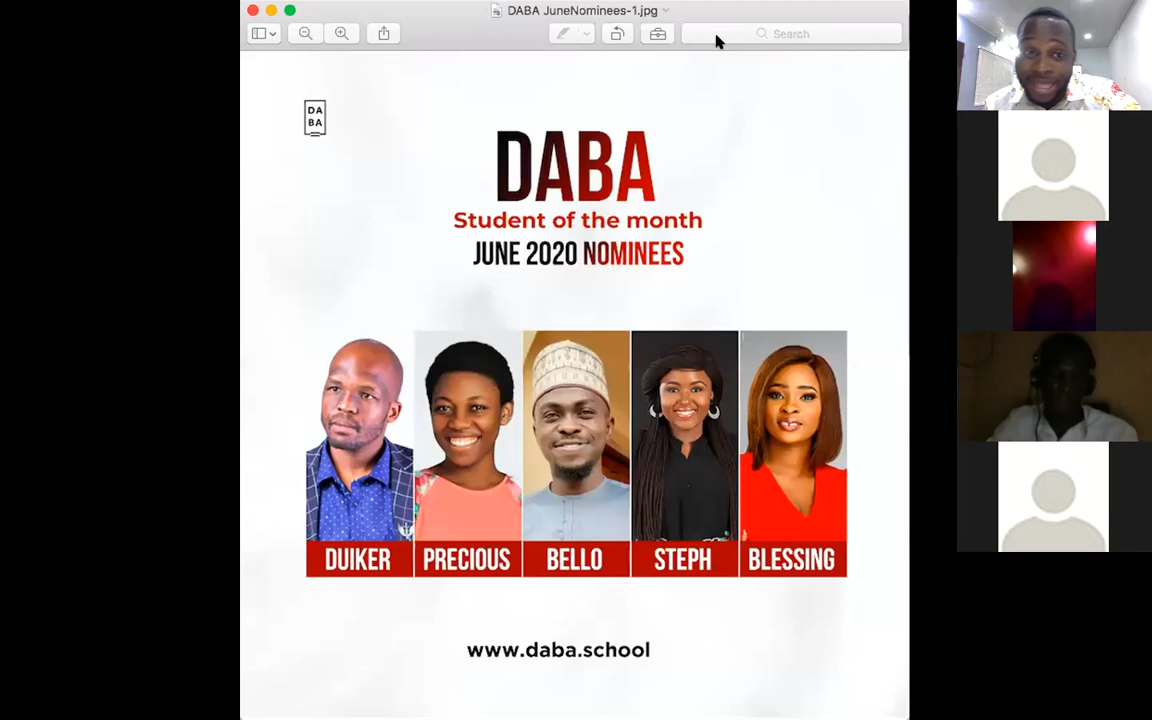 DABA JuneNominees-1.jpg
Search
DA
BA
DABA
Student of the month
JUNE 2020 NOMINEES
DUIKER PRECIOUS BELLO STEPH BLESSING
www.daba.school